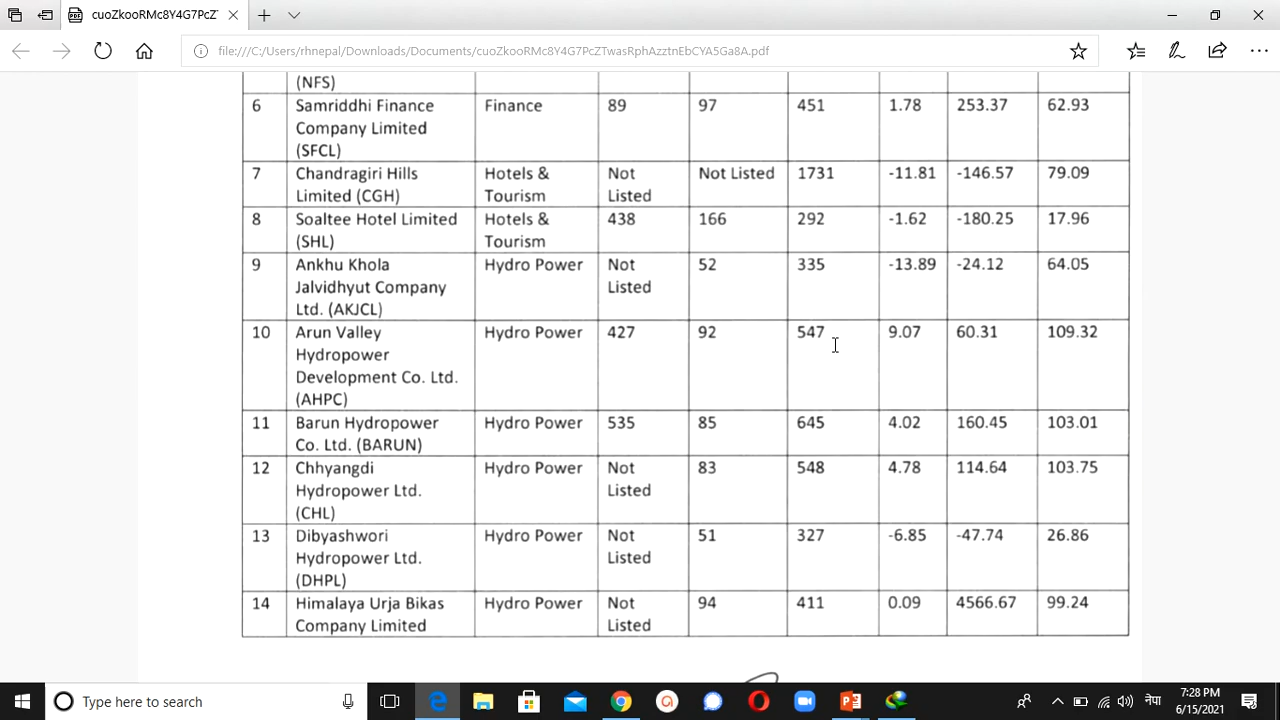 cuoZkooRMc8Y4G7PcZ
file:///C:/Users/rhnepal/Downloads/Documents/cuoZkooRMc8Y4G7PcZTwasRphAzztnEbCYA5Ga8A.pdf
(NFS)
6 Samriddhi Finance Finance 89 97 451 1.78 253.37 62.93
Company Limited
(SFCL)
7 Chandragiri Hills Hotels & Not Not Listed 1731 -11.81 -146.57 79.09
Limited (CGH) Tourism Listed
8 Soaltee Hotel Limited Hotels & 438 166 292 -1.62 -180.25 17.96
(SHL) Tourism
9 Ankhu Khola Hydro Power Not 52 335 -13.89 -24.12 64.05
Jalvidhyut Company Listed
Ltd. (AKJCL)
10 Arun Valley Hydro Power 427 92 547 9.07 60.31 109.32
Hydropower
Development Co. Ltd.
(AHPC)
11 Barun Hydropower Hydro Power 535 85 645 4.02 160.45 103.01
Co. Ltd. (BARUN)
12 Chhyangdi Hydro Power Not 83 548 4.78 114.64 103.75
Hydropower Ltd. Listed
(CHL)
13 Dibyashwori Hydro Power Not 51 327 -6.85 -47.74 26.86
Hydropower Ltd. Listed
(DHPL)
14 Himalaya Urja Bikas Hydro Power Not 94 411 0.09 4566.67 99.24
Company Limited Listed
Type here to search
नेपा
7:28 PM
6/15/2021